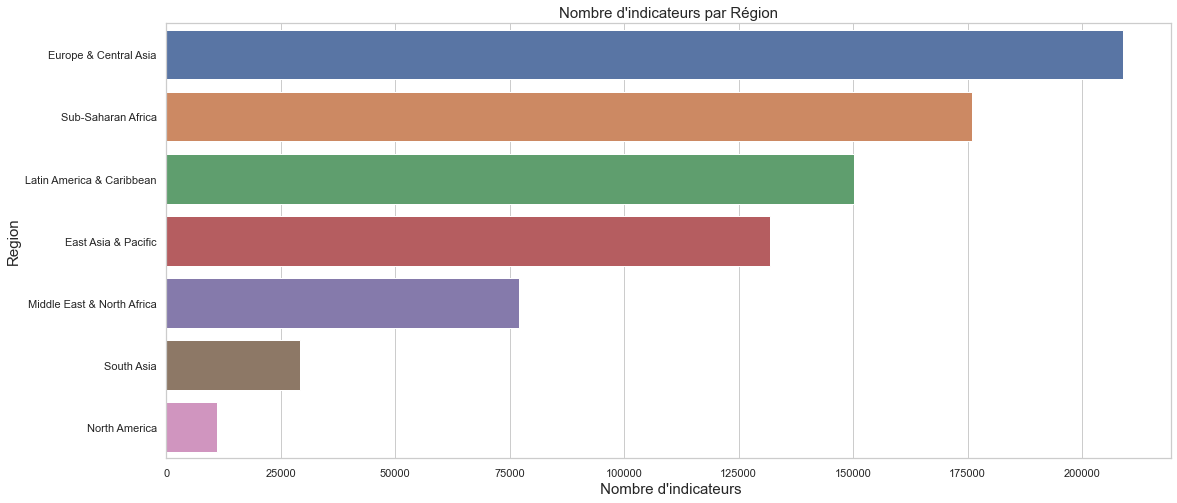 Nombre d'indicateurs par Région
Europe & Central Asia
Sub-Saharan Africa
Latin America & Caribbean
East Asia & Pacific
Middle East & North Africa
South Asia
North America
Region
0 25000 50000 75000 100000 125000 150000 175000 200000
Nombre d'indicateurs